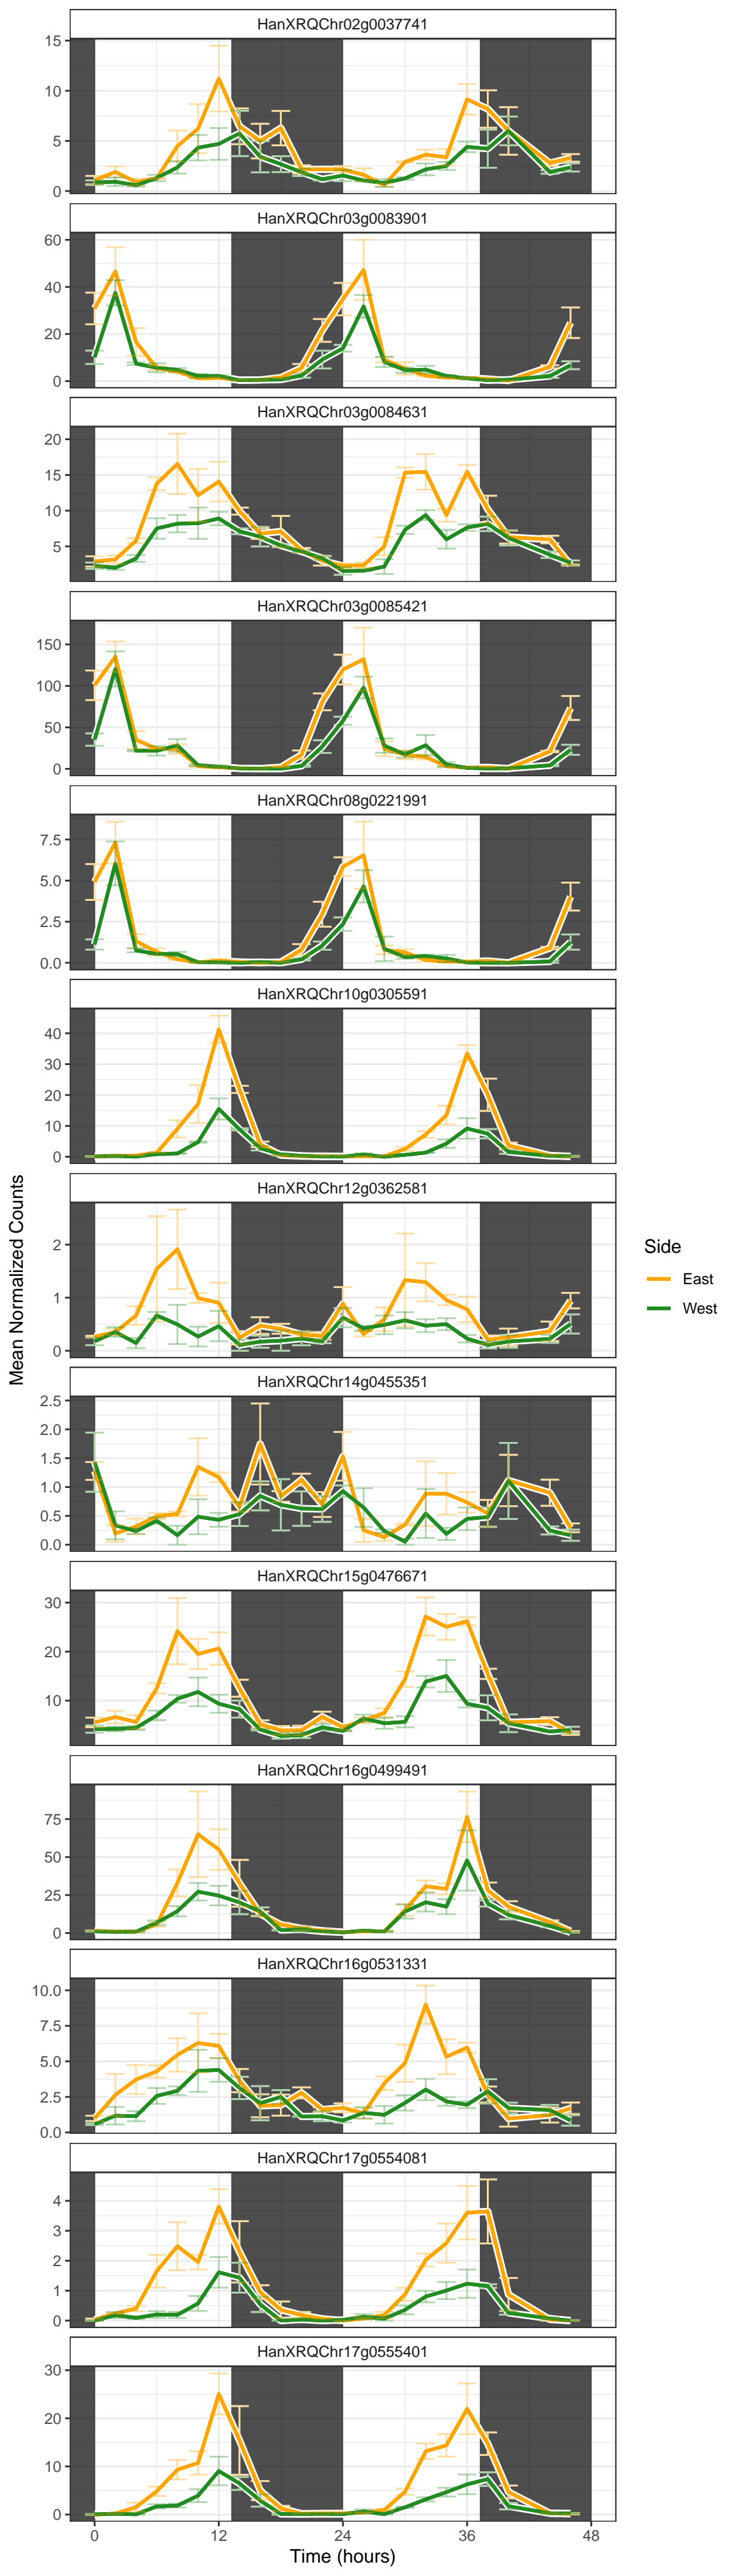 HanXRQChr02g0037741
15
10
5
0
HanXRQChr03g0083901
60
40
20
0
HanXRQChr03g0084631
20
15
10
5
HanXRQChr03g0085421
150
100
50
0
HanXRQChr08g0221991
7.5
5.0
2.5
0.0
HanXRQChr10g0305591
40
30
20
10
0
HanXRQChr12g0362581
2
1
0
HanXRQChr14g0455351
2.5
2.0
1.5
1.0
0.5
0.0
HanXRQChr15g0476671
30
20
10
HanXRQChr16g0499491
75
50
25
0
HanXRQChr16g0531331
10.0
7.5
5.0
2.5
0.0
HanXRQChr17g0554081
4
3
2
1
0
HanXRQChr17g0555401
30
20
10
0
0 12 24 36 48
Time (hours)
Mean Normalized Counts
Side
East
West